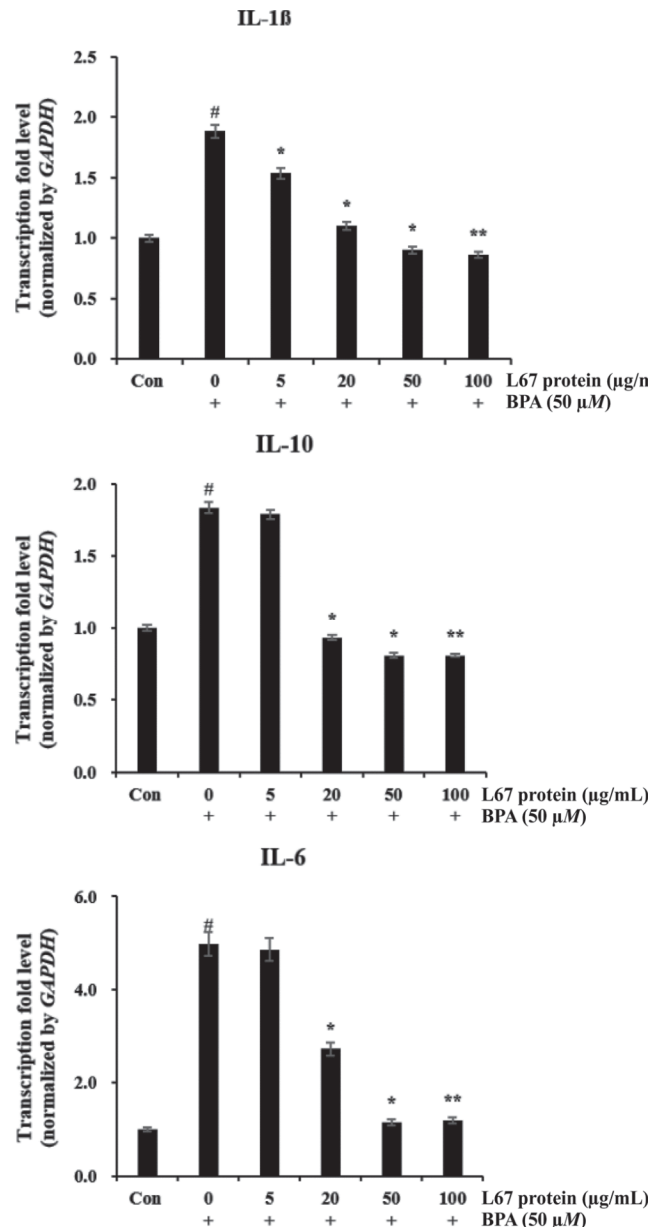 IL-1ß
Transcription fold level
(normalized by GAPDH)
2.5
2.0
1.5
1.0
0.5
0.0
#
*
*
*
**
Con 0 5 20 50 100 L67 protein (µg/m
+ + + + + BPA (50 µM)
IL-10
Transcription fold level
(normalized by GAPDH)
2.0
1.5
1.0
0.5
0.0
#
*
*
**
Con 0 5 20 50 100 L67 protein (µg/mL)
+ + + + + BPA (50 µM)
IL-6
Transcription fold level
(normalized by GAPDH)
6.0
4.0
2.0
0.0
#
*
*
**
Con 0 5 20 50 100 L67 protein (µg/mL)
+ + + + + BPA (50 µM)